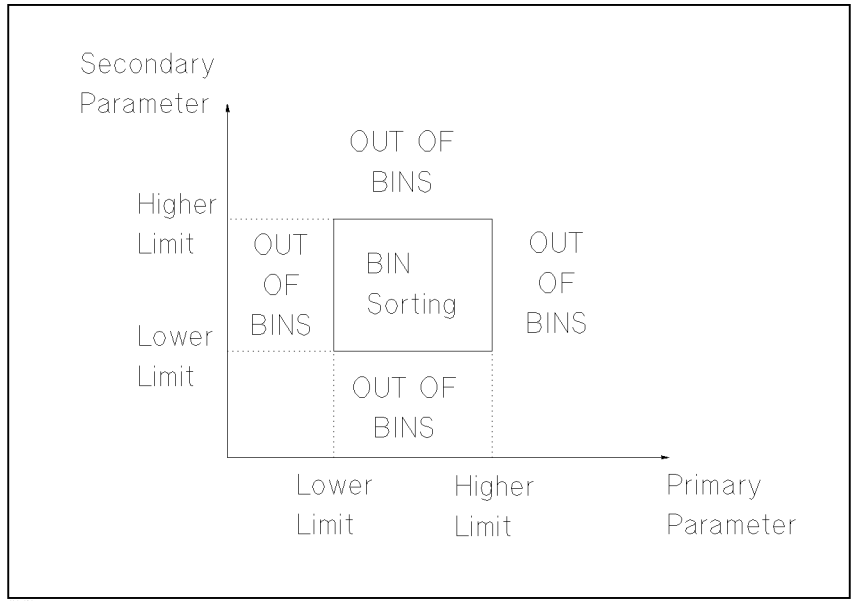 Secondary
Parameter
OUT OF
BINS
Higher
Limit
OUT
OF
BINS
BIN
Sorting
OUT
OF
BINS
Lower
Limit
OUT OF
BINS
Lower
Limit
Higher
Limit
Primary
Parameter